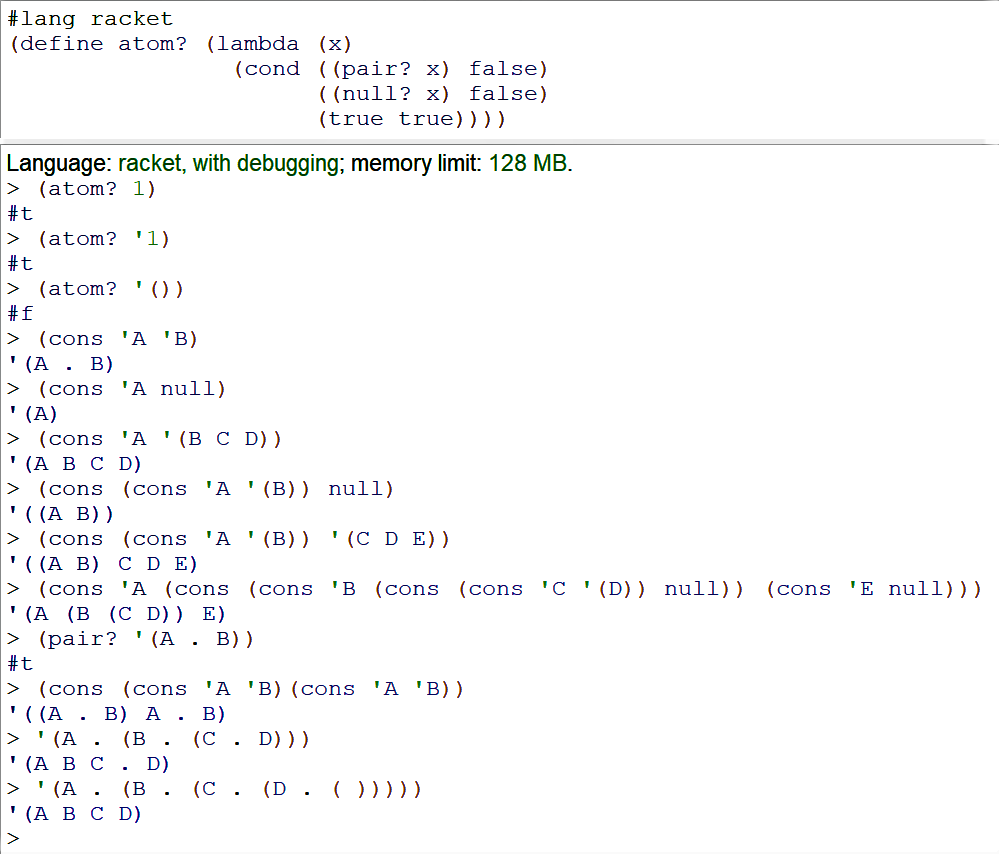 #lang racket
(define atom? (lambda (x)
                (cond ((pair? x) false)
                      ((null? x) false)
                      (true true))))
Language: racket, with debugging; memory limit: 128 MB.
> (atom? 1)
#t
> (atom? '1)
#t
> (atom? '())
#f
> (cons 'A 'B)
'(A . B)
> (cons 'A null)
'(A)
> (cons 'A '(B C D))
'(A B C D)
> (cons (cons 'A '(B)) null)
'((A B))
> (cons (cons 'A '(B)) '(C D E))
'((A B) C D E)
> (cons 'A (cons (cons 'B (cons (cons 'C '(D)) null)) (cons 'E null)))
'(A (B (C D)) E)
> (pair? '(A . B))
#t
> (cons (cons 'A 'B)(cons 'A 'B))
'((A . B) A . B)
> '(A . (B . (C . D)))
'(A B C . D)
> '(A . (B . (C . (D . ( )))))
'(A B C D)
>